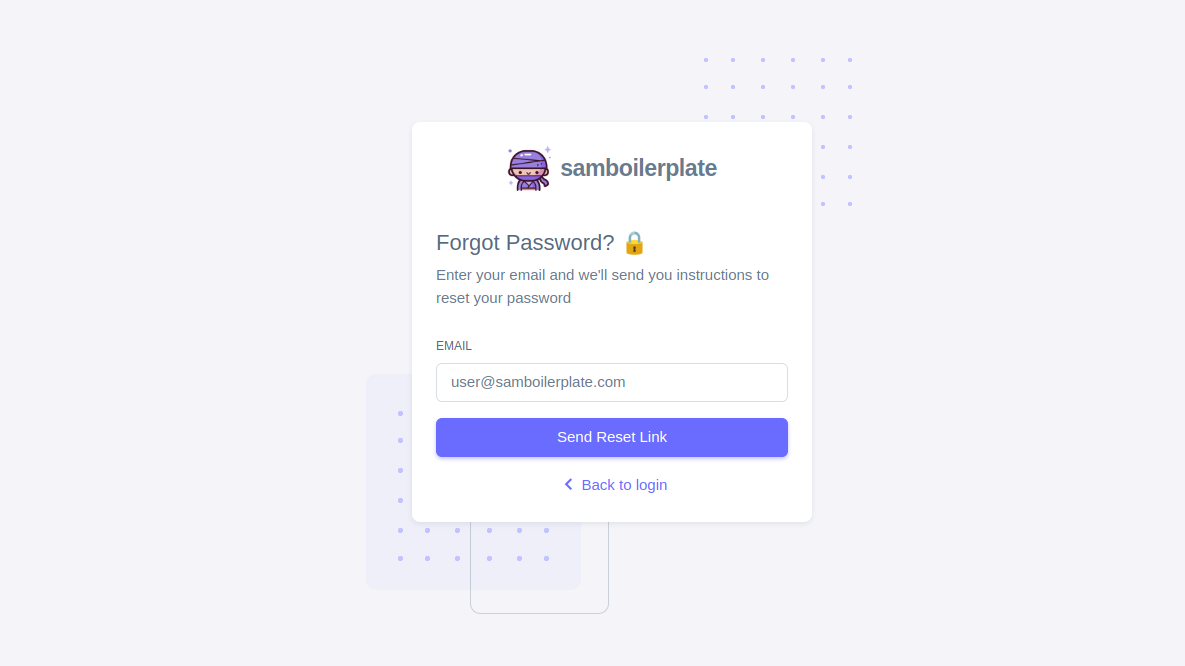 samboilerplate
Forgot Password? 🔒
Enter your email and we'll send you instructions to
reset your password
EMAIL
user@samboilerplate.com
Send Reset Link
Back to login